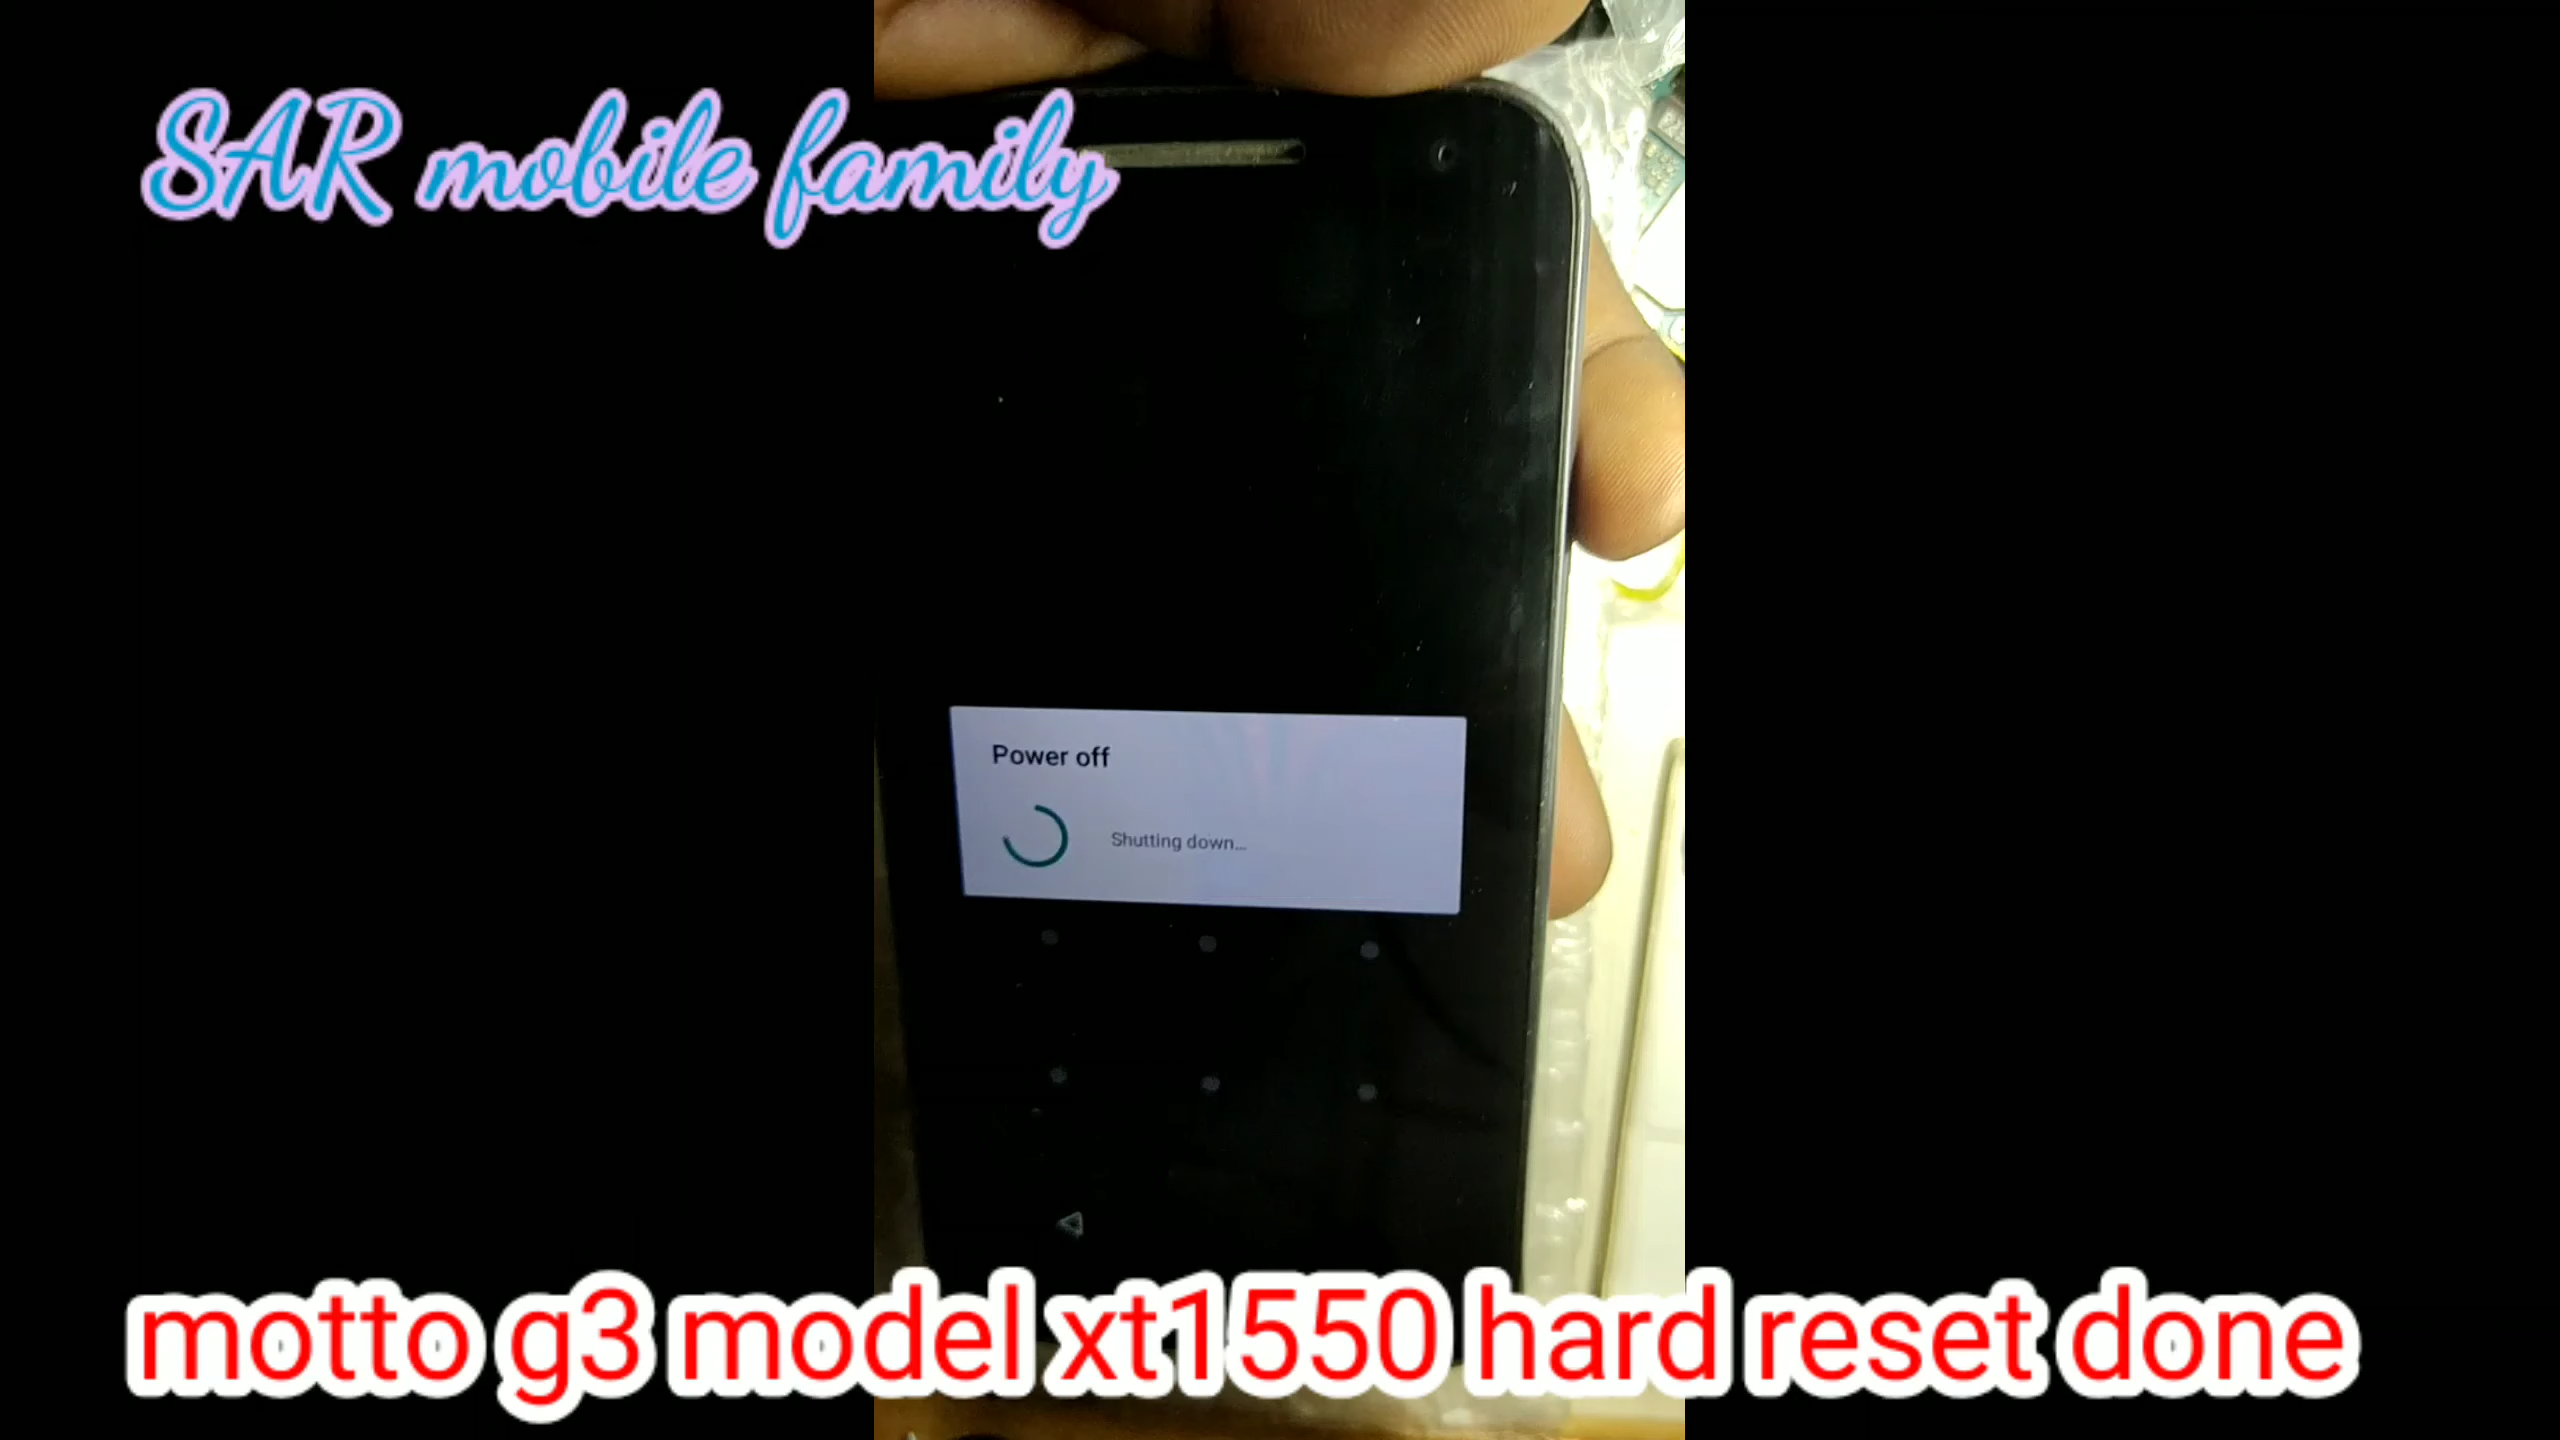 SAR mobile family
Power off
Shutting down...
motto g3 model xt1550 hard reset done